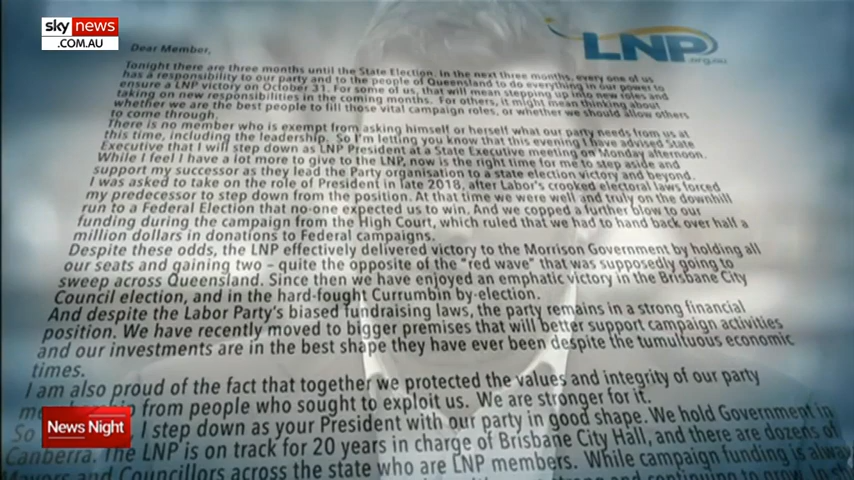 sky news
.COM.AU
LNP
.org.au
Dear Member,
Tonight there are three months until the State Election. In the next three months, every one of us
has a responsibility to our party and to the people of Queensland to do everything in our power to
ensure a LNP victory on October 31. For some of us, that will mean stepping up into new roles and
taking on new responsibilities in the coming months. For others, it might mean thinking about
whether we are the best people to fill those vital campaign roles, or whether we should allow others
to come through.
There is no member who is exempt from asking himself or herself what our party needs from us at
this time, including the leadership. So I'm letting you know that this evening I have advised State
Executive that I will step down as LNP President at a State Executive meeting on Monday afternoon.
While I feel I have a lot more to give to the LNP, now is the right time for me to step aside and
support my successor as they lead the Party organisation to a state election victory and beyond.
I was asked to take on the role of President in late 2018, after Labor's crooked electoral laws forced
my predecessor to step down from the position. At that time we were well and truly on the downhill
run to a Federal Election that no-one expected us to win. And we copped a further blow to our
funding during the campaign from the High Court, which ruled that we had to hand back over half a
million dollars in donations to Federal campaigns.
Despite these odds, the LNP effectively delivered victory to the Morrison Government by holding all
our seats and gaining two – quite the opposite of the "red wave" that was supposedly going to
sweep across Queensland. Since then we have enjoyed an emphatic victory in the Brisbane City
Council election, and in the hard-fought Currumbin by-election.
And despite the Labor Party's biased fundraising laws, the party remains in a strong financial
position. We have recently moved to bigger premises that will better support campaign activities
and our investments are in the best shape they have ever been despite the tumultuous economic
times.
I am also proud of the fact that together we protected the values and integrity of our party
from people who sought to exploit us. We are stronger for it.
So I step down as your President with our party in good shape. We hold Government in
Canberra. The LNP is on track for 20 years in charge of Brisbane City Hall, and there are dozens of
Mayors and Councillors across the state who are LNP members. While campaign funding is alway
strong and continuing to grow.
News Night